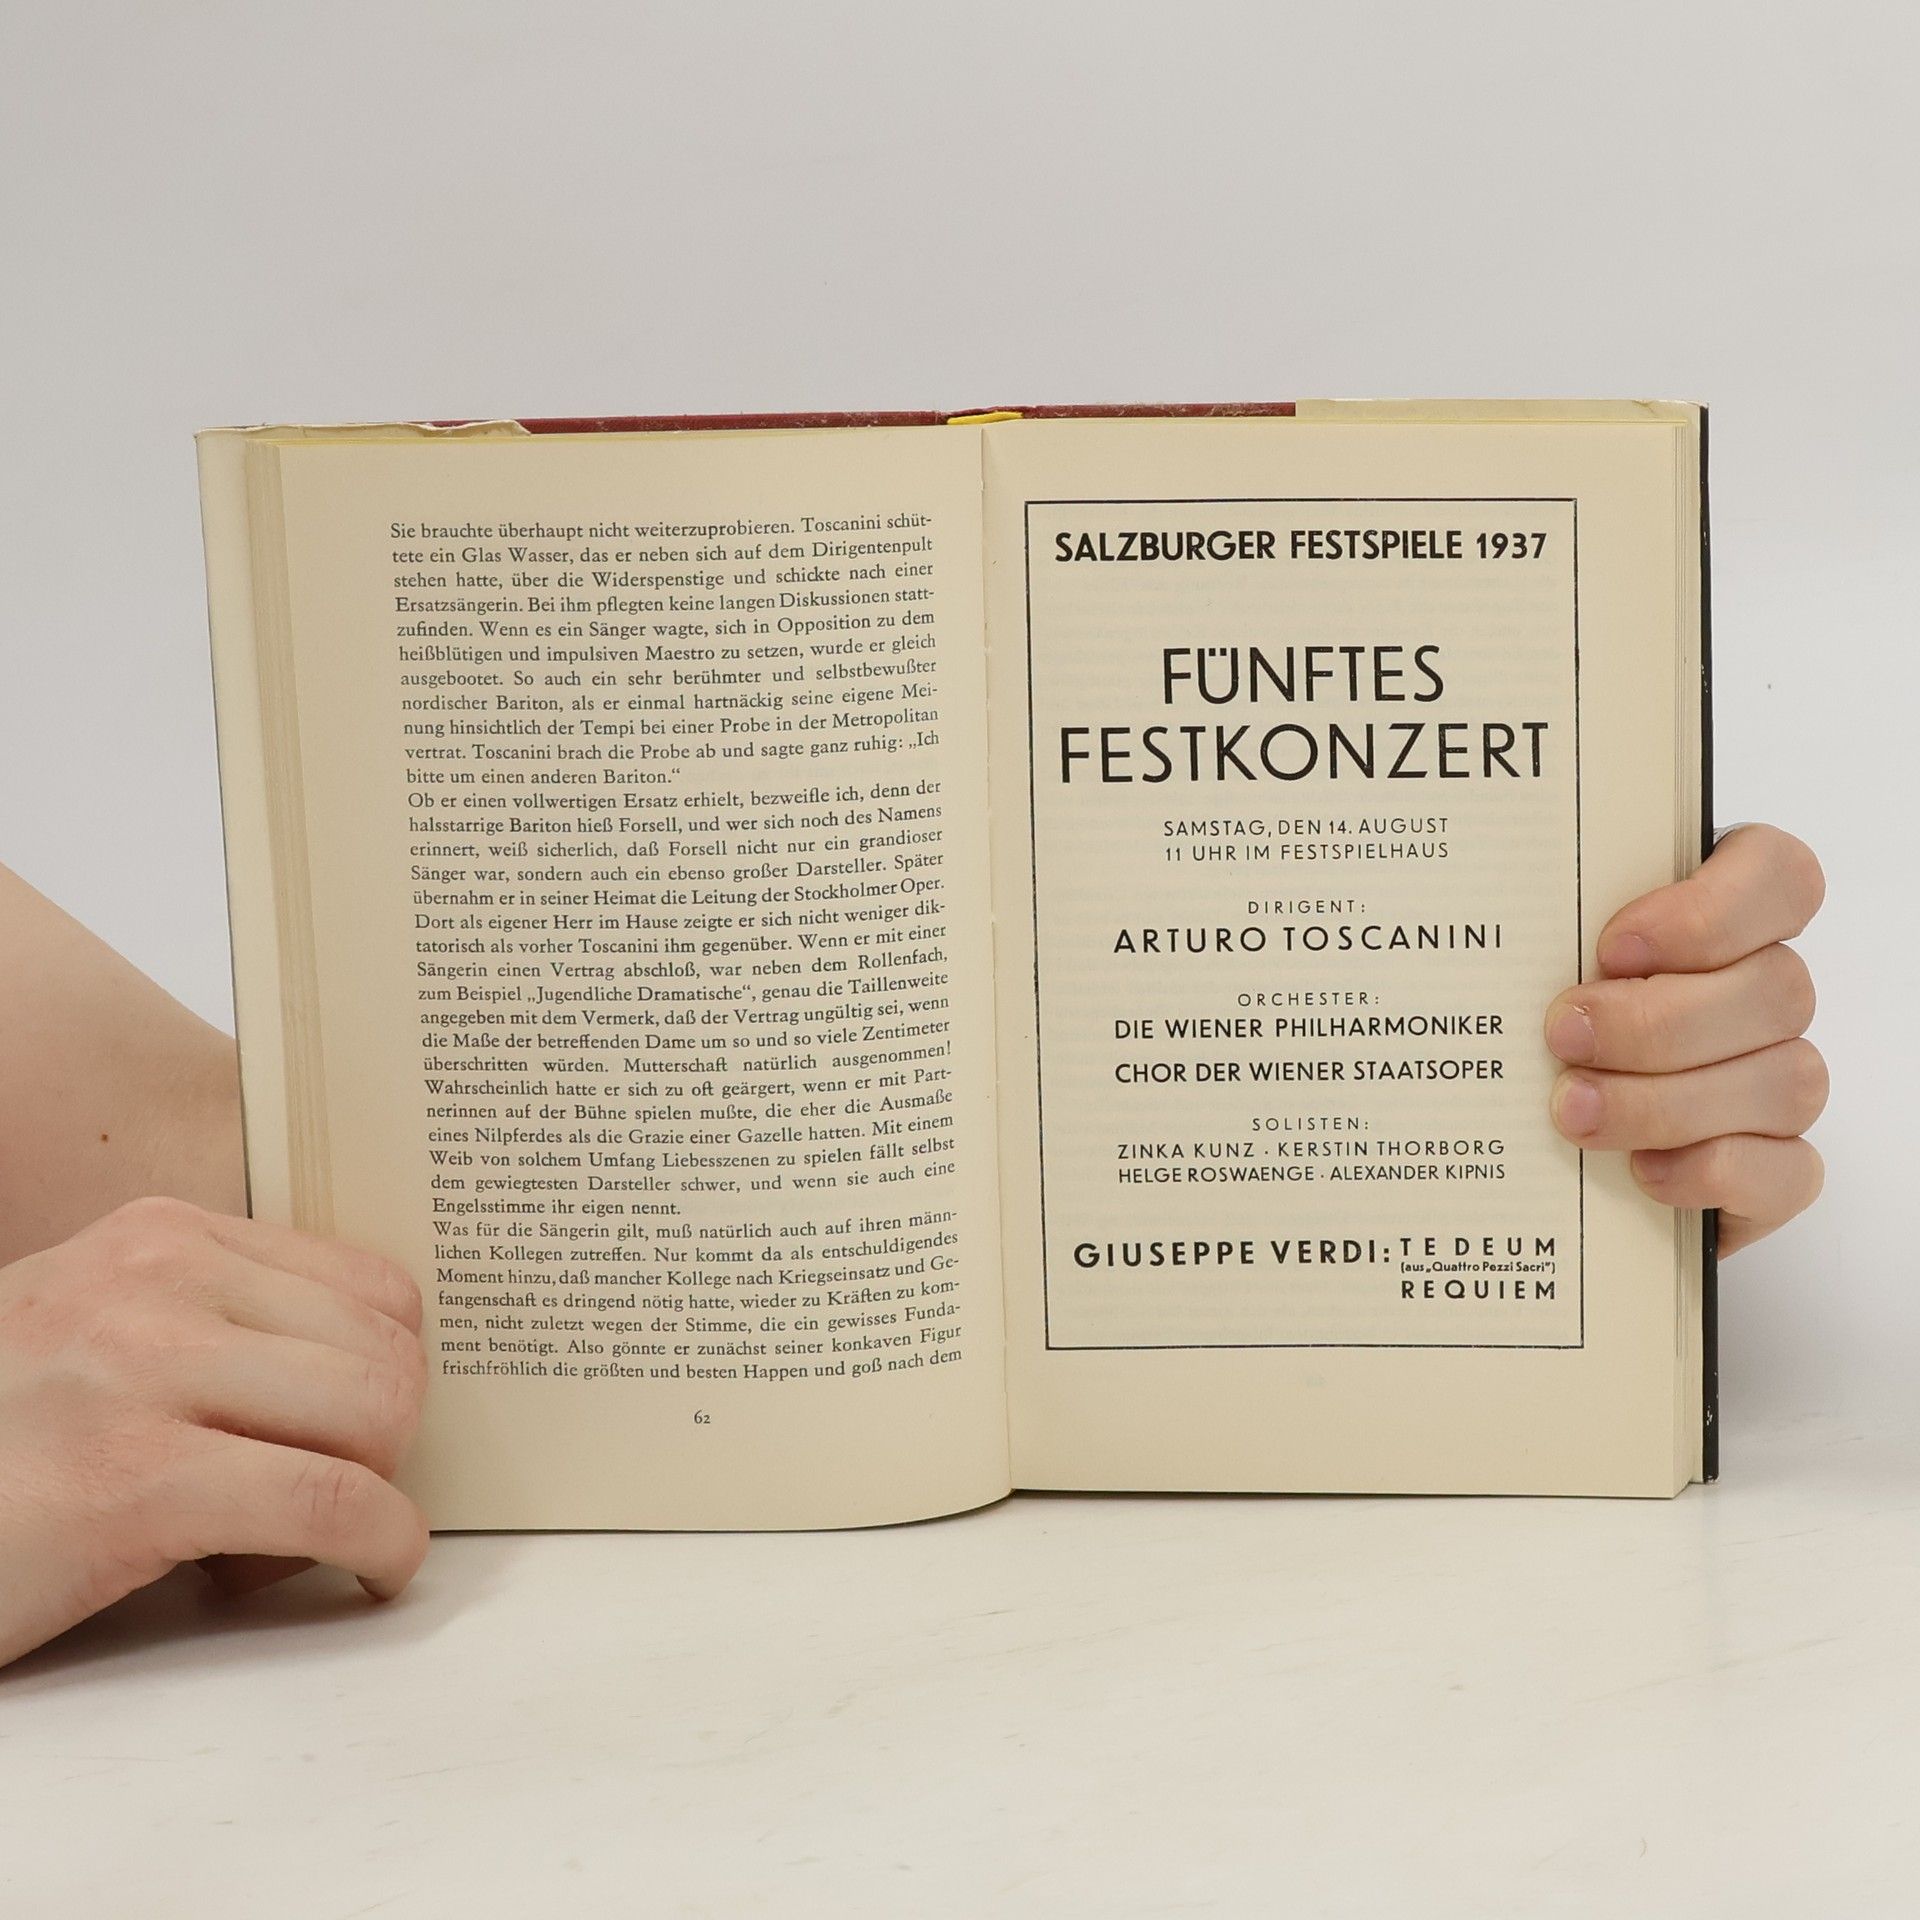 Sie brauchte überhaupt nicht weiterzuprobieren. Toscanini schüt-
tete ein Glas Wasser, das er neben sich auf dem Dirigentenpult
stehen hatte, über die Widerspenstige und schickte nach einer
Ersatzsängerin. Bei ihm pflegten keine langen Diskussionen statt-
zufinden. Wenn es ein Sänger wagte, sich in Opposition zu dem
heißblütigen und impulsiven Maestro zu setzen, wurde er gleich
ausgebootet. So auch ein sehr berühmter und selbstbewußter
nordischer Bariton, als er einmal hartnäckig seine eigene Mei-
nung hinsichtlich der Tempi bei einer Probe in der Metropolitan
vertrat. Toscanini brach die Probe ab und sagte ganz ruhig: „Ich
bitte um einen anderen Bariton.“
Ob er einen vollwertigen Ersatz erhielt, bezweifle ich, denn der
halsstarrige Bariton hieß Forsell, und wer sich noch des Namens
erinnert, weiß sicherlich, daß Forsell nicht nur ein grandioser
Sänger war, sondern auch ein ebenso großer Darsteller. Später
übernahm er in seiner Heimat die Leitung der Stockholmer Oper.
Dort als eigener Herr im Hause zeigte er sich nicht weniger dik-
tatorisch als vorher Toscanini ihm gegenüber. Wenn er mit einer
Sängerin einen Vertrag abschloß, war neben dem Rollenfach,
zum Beispiel „Jugendliche Dramatische“, genau die Taillenweite
angegeben mit dem Vermerk, daß der Vertrag ungültig sei, wenn
die Maße der betreffenden Dame um so und so viele Zentimeter
überschritten würden. Mutterschaft natürlich ausgenommen!
Wahrscheinlich hatte er sich zu oft geärgert, wenn er mit Part-
nerinnen auf der Bühne spielen mußte, die eher die Ausmaße
eines Nilpferdes als die Grazie einer Gazelle hatten. Mit einem
Weib von solchem Umfang Liebesszenen zu spielen fällt selbst
dem gewiegtesten Darsteller schwer, und wenn sie auch eine
Engelsstimme ihr eigen nennt.
Was für die Sängerin gilt, muß natürlich auch auf ihren männ-
lichen Kollegen zutreffen. Nur kommt da als entschuldigendes
Moment hinzu, daß mancher Kollege nach Kriegseinsatz und Ge-
fangenschaft es dringend nötig hatte, wieder zu Kräften zu kom-
men, nicht zuletzt wegen der Stimme, die ein gewisses Funda-
ment benötigt. Also gönnte er zunächst seiner konkaven Figur
frischfröhlich die größten und besten Happen und goß nach dem
62
SALZBURGER FESTSPIELE 1937
FÜNFTES
FESTKONZERT
SAMSTAG, DEN 14. AUGUST
11 UHR IM FESTSPIELHAUS
DIRIGENT:
ARTURO TOSCANINI
ORCHESTER:
DIE WIENER PHILHARMONIKER
CHOR DER WIENER STAATSOPER
SOLISTEN:
ZINKA KUNZ · KERSTIN THORBORG
HELGE ROSWAENGE · ALEXANDER KIPNIS
GIUSEPPE VERDI: TE DEUM
(aus „Quattro Pezzi Sacri“)
REQUIEM